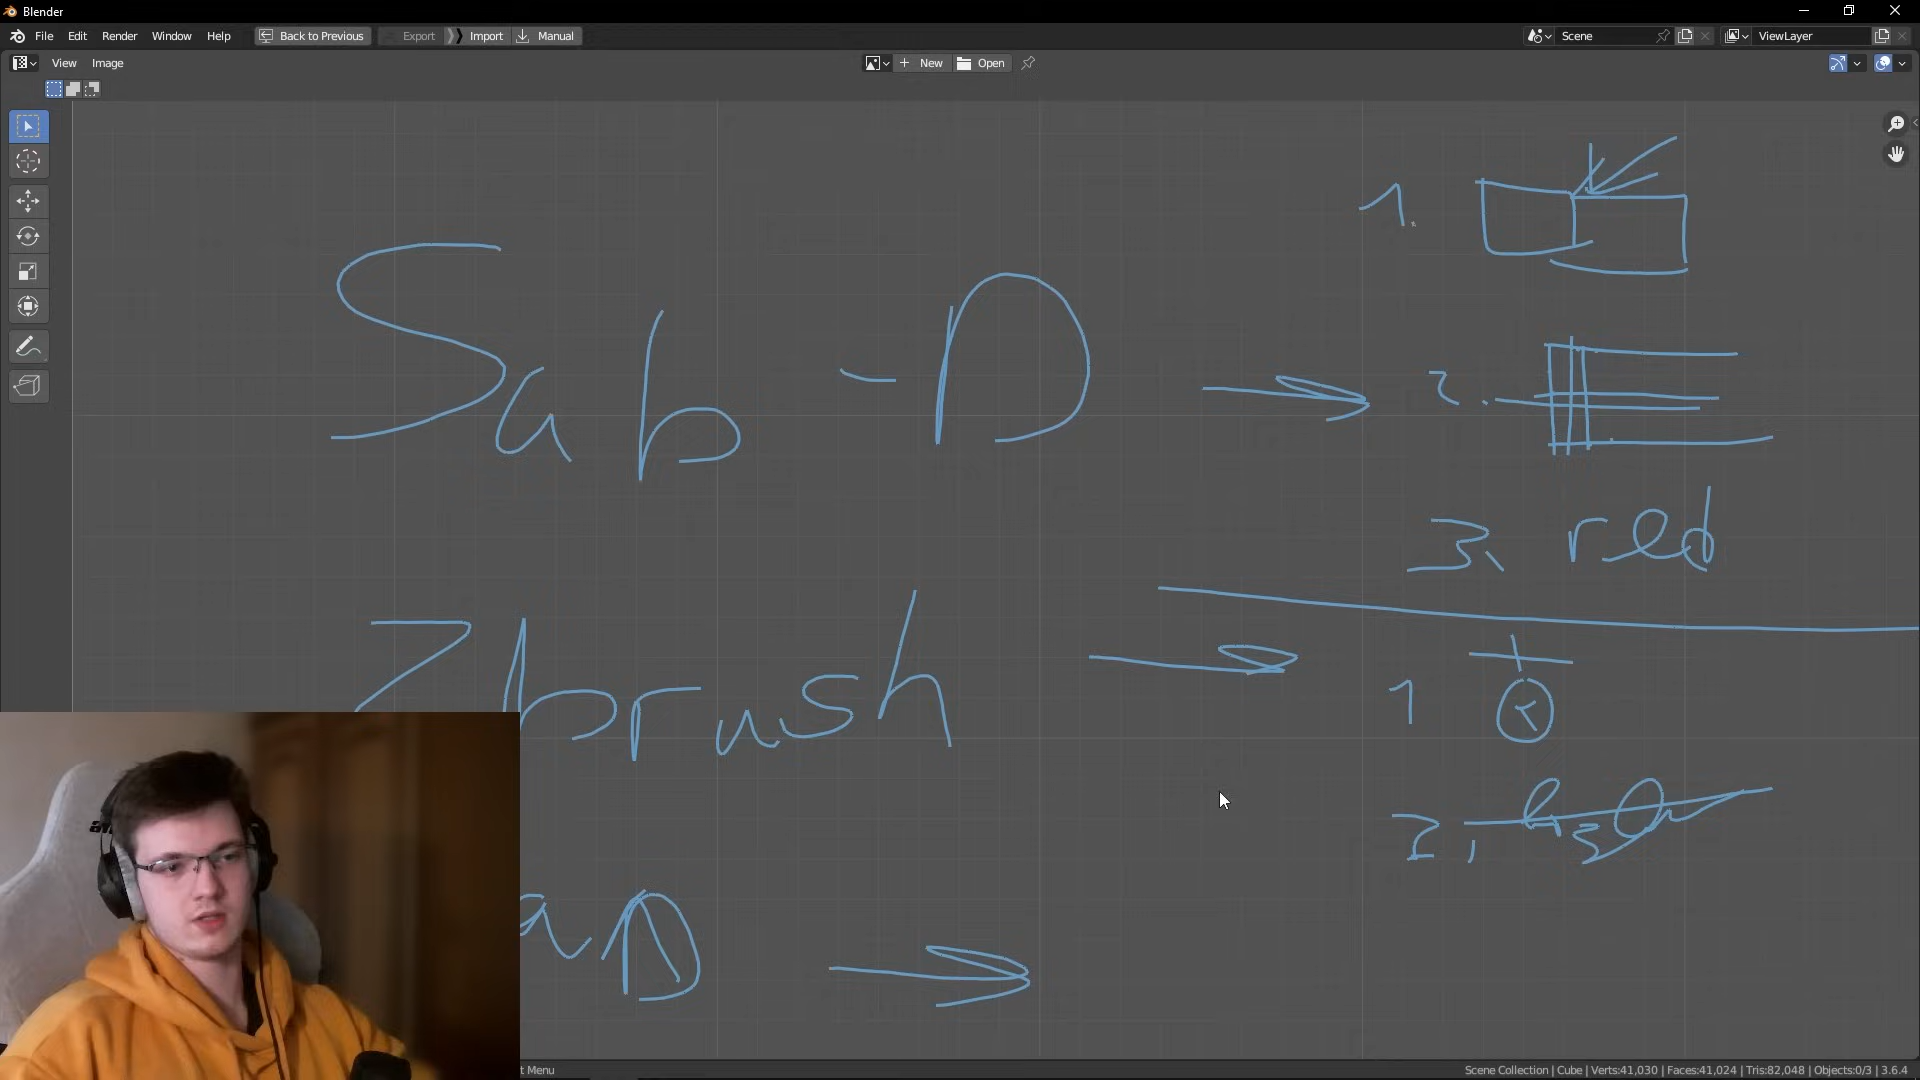 Blender
File Edit Render Window Help Back to Previous Export Import Manual Scene ViewLayer
View Image New Open
1.
Sub - D
2.
3. red
Zbrush
1
2,
t Menu
Scene Collection | Cube | Verts:41,030 | Faces:41,024 | Tris:82,048 | Objects:0/3 | 3.6.4